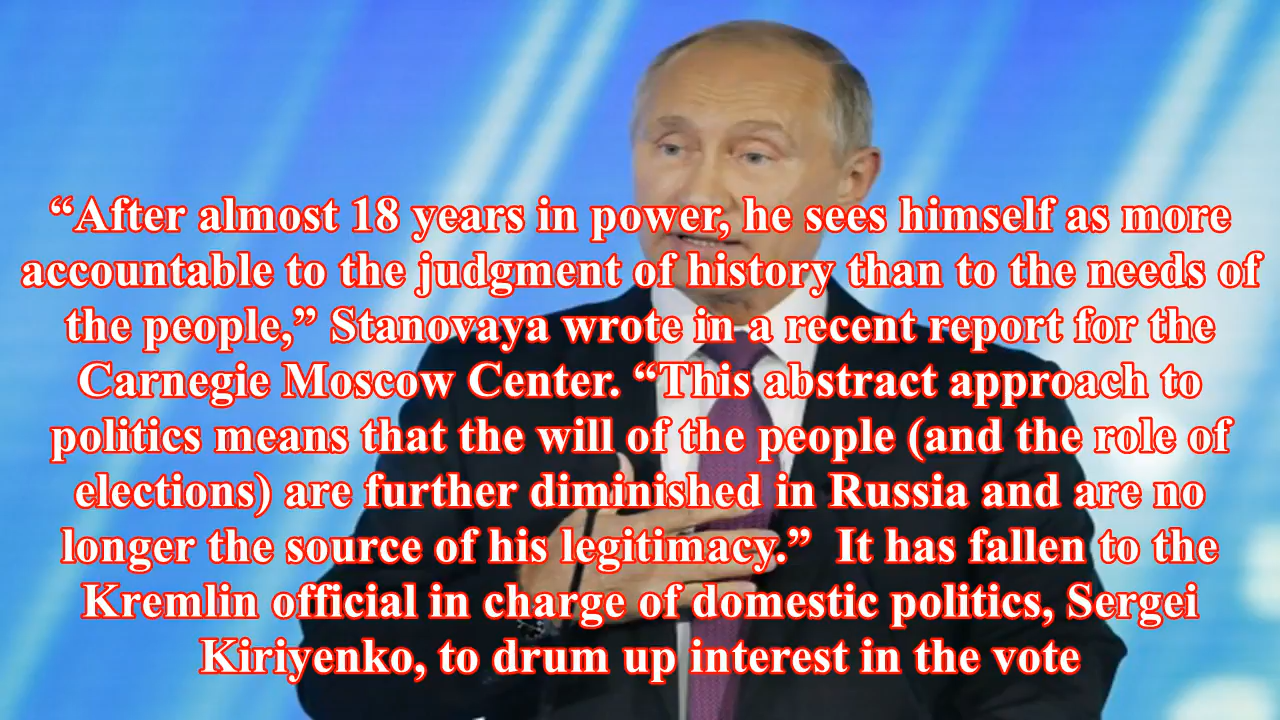 “After almost 18 years in power, he sees himself as more
accountable to the judgment of history than to the needs of
the people,” Stanovaya wrote in a recent report for the
Carnegie Moscow Center. “This abstract approach to
politics means that the will of the people (and the role of
elections) are further diminished in Russia and are no
longer the source of his legitimacy.”  It has fallen to the
Kremlin official in charge of domestic politics, Sergei
Kiriyenko, to drum up interest in the vote